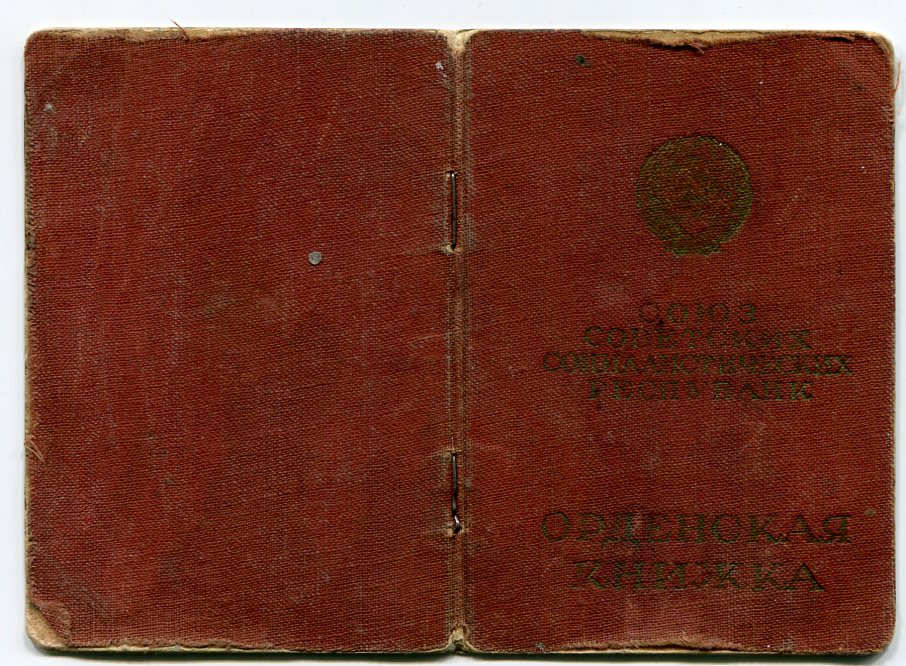 СОЮЗ
СОВЕТСКИХ
СОЦИАЛИСТИЧЕСКИХ
РЕСПУБЛИК
ОРДЕНСКАЯ
КНИЖКА